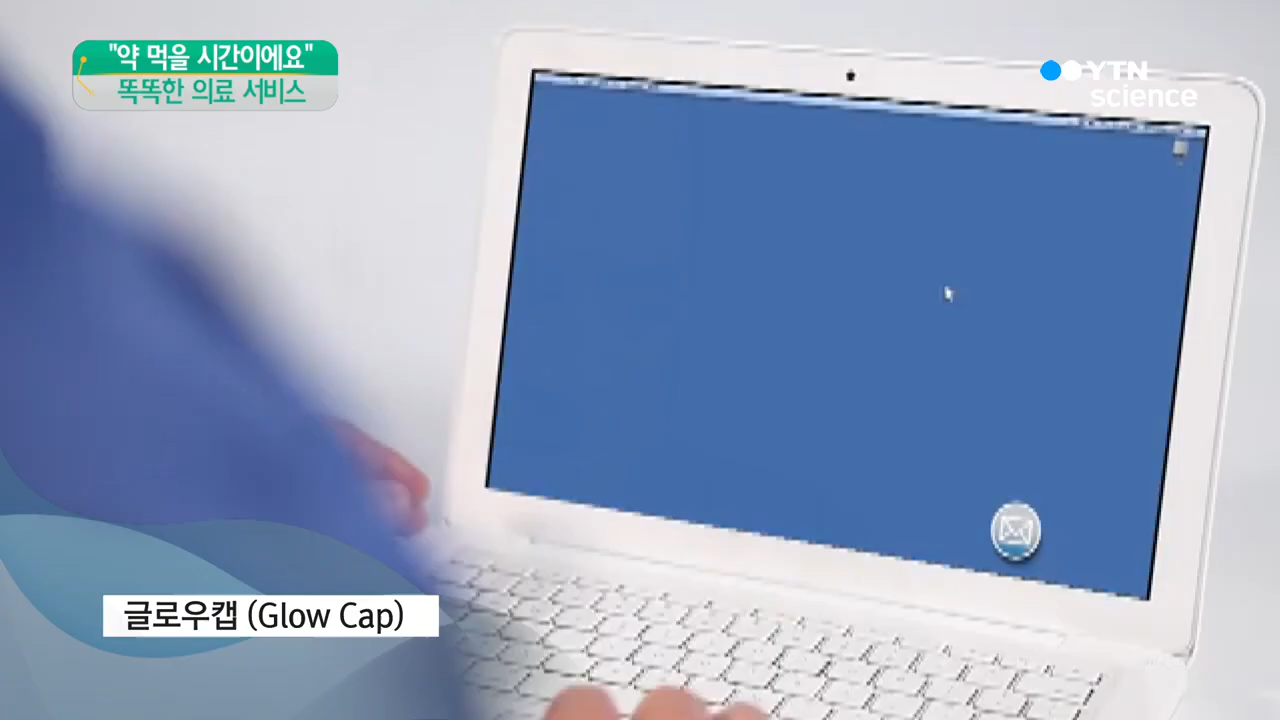 "약 먹을 시간이에요"
똑똑한 의료 서비스
YTN
science
글로우캡 (Glow Cap)